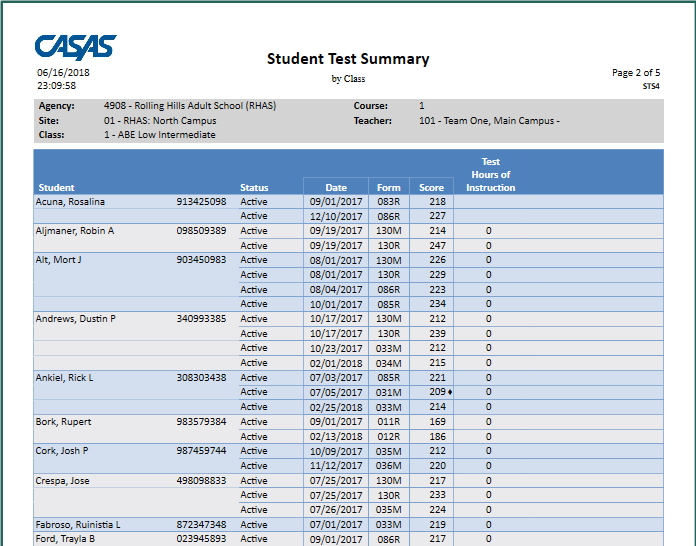 CASAS
Student Test Summary
06/16/2018 by Class Page 2 of 5
23:09:58 STS4
Agency: 4908 - Rolling Hills Adult School (RHAS) Course: 1
Site: 01 - RHAS: North Campus Teacher: 101 - Team One, Main Campus -
Class: 1 - ABE Low Intermediate
Test
Hours of
Student Status Date Form Score Instruction
Acuna, Rosalina 913425098 Active 09/01/2017 083R 218
Active 12/10/2017 086R 227
Aljmaner, Robin A 098509389 Active 09/19/2017 130M 214 0
Active 09/19/2017 130R 247 0
Alt, Mort J 903450983 Active 08/01/2017 130M 226 0
Active 08/01/2017 130R 229 0
Active 08/04/2017 086R 223 0
Active 10/01/2017 085R 234 0
Andrews, Dustin P 340993385 Active 10/17/2017 130M 212 0
Active 10/17/2017 130R 239 0
Active 10/23/2017 033M 212 0
Active 02/01/2018 034M 215 0
Ankiel, Rick L 308303438 Active 07/03/2017 085R 221 0
Active 07/05/2017 031M 209♦ 0
Active 02/25/2018 033M 214 0
Bork, Rupert 983579384 Active 09/01/2017 011R 169 0
Active 02/13/2018 012R 186 0
Cork, Josh P 987459744 Active 10/09/2017 035M 212 0
Active 11/12/2017 036M 220 0
Crespa, Jose 498098833 Active 07/25/2017 130M 217 0
Active 07/25/2017 130R 233 0
Active 07/26/2017 035M 224 0
Fabroso, Ruinistia L 872347348 Active 07/01/2017 033M 219 0
Ford, Trayla B 023945893 Active 09/01/2017 086R 217 0